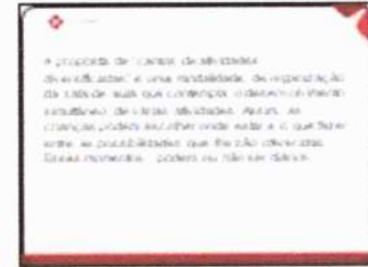 A proposta de "cantos de atividades
diversificadas" é uma modalidade de organização
da sala de aula que contempla o desenvolvimento
simultâneo de várias atividades. Assim, as
crianças podem escolher onde estar e o que fazer
entre as possibilidades que lhe são oferecidas.
Esses momentos podem ou não ser diários.